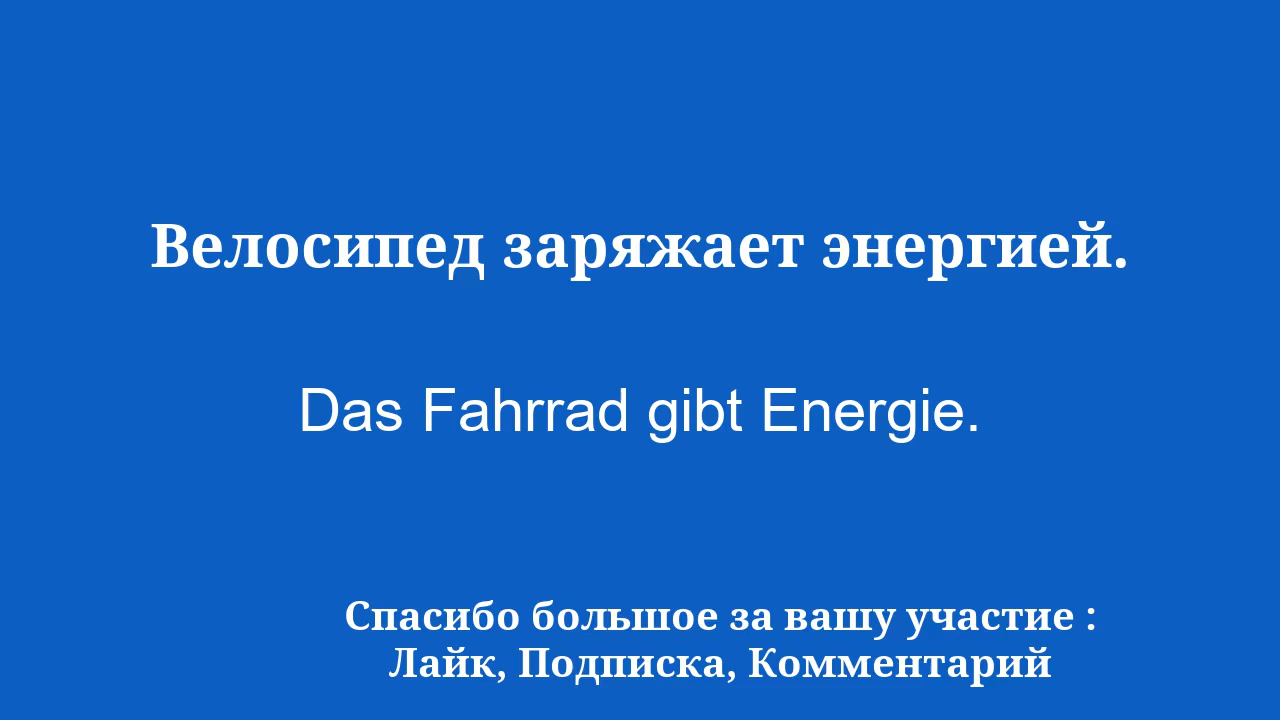 Велосипед заряжает энергией.
Das Fahrrad gibt Energie.
Спасибо большое за вашу участие :
Лайк, Подписка, Комментарий